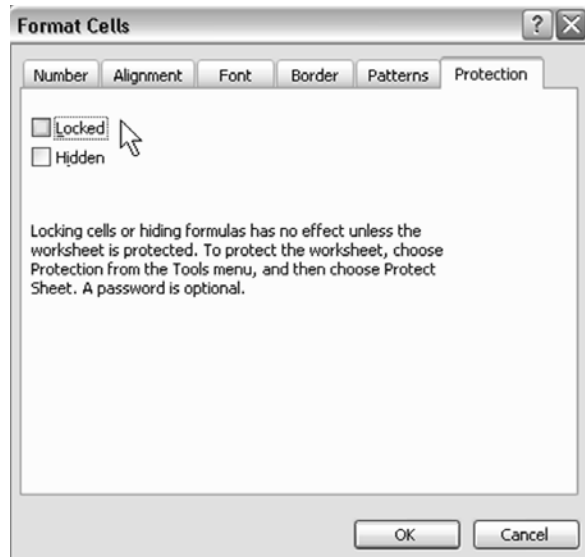 Format Cells
Number Alignment Font Border Patterns Protection
Locked
Hidden
Locking cells or hiding formulas has no effect unless the
worksheet is protected. To protect the worksheet, choose
Protection from the Tools menu, and then choose Protect
Sheet. A password is optional.
OK Cancel